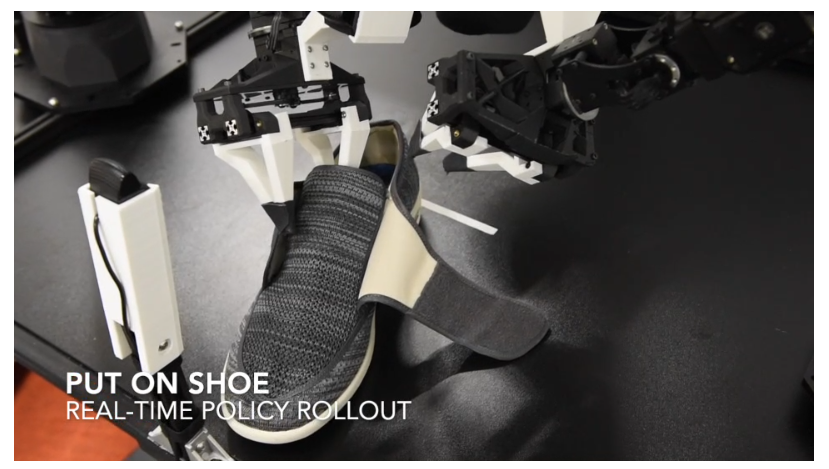 PUT ON SHOE
REAL-TIME POLICY ROLLOUT